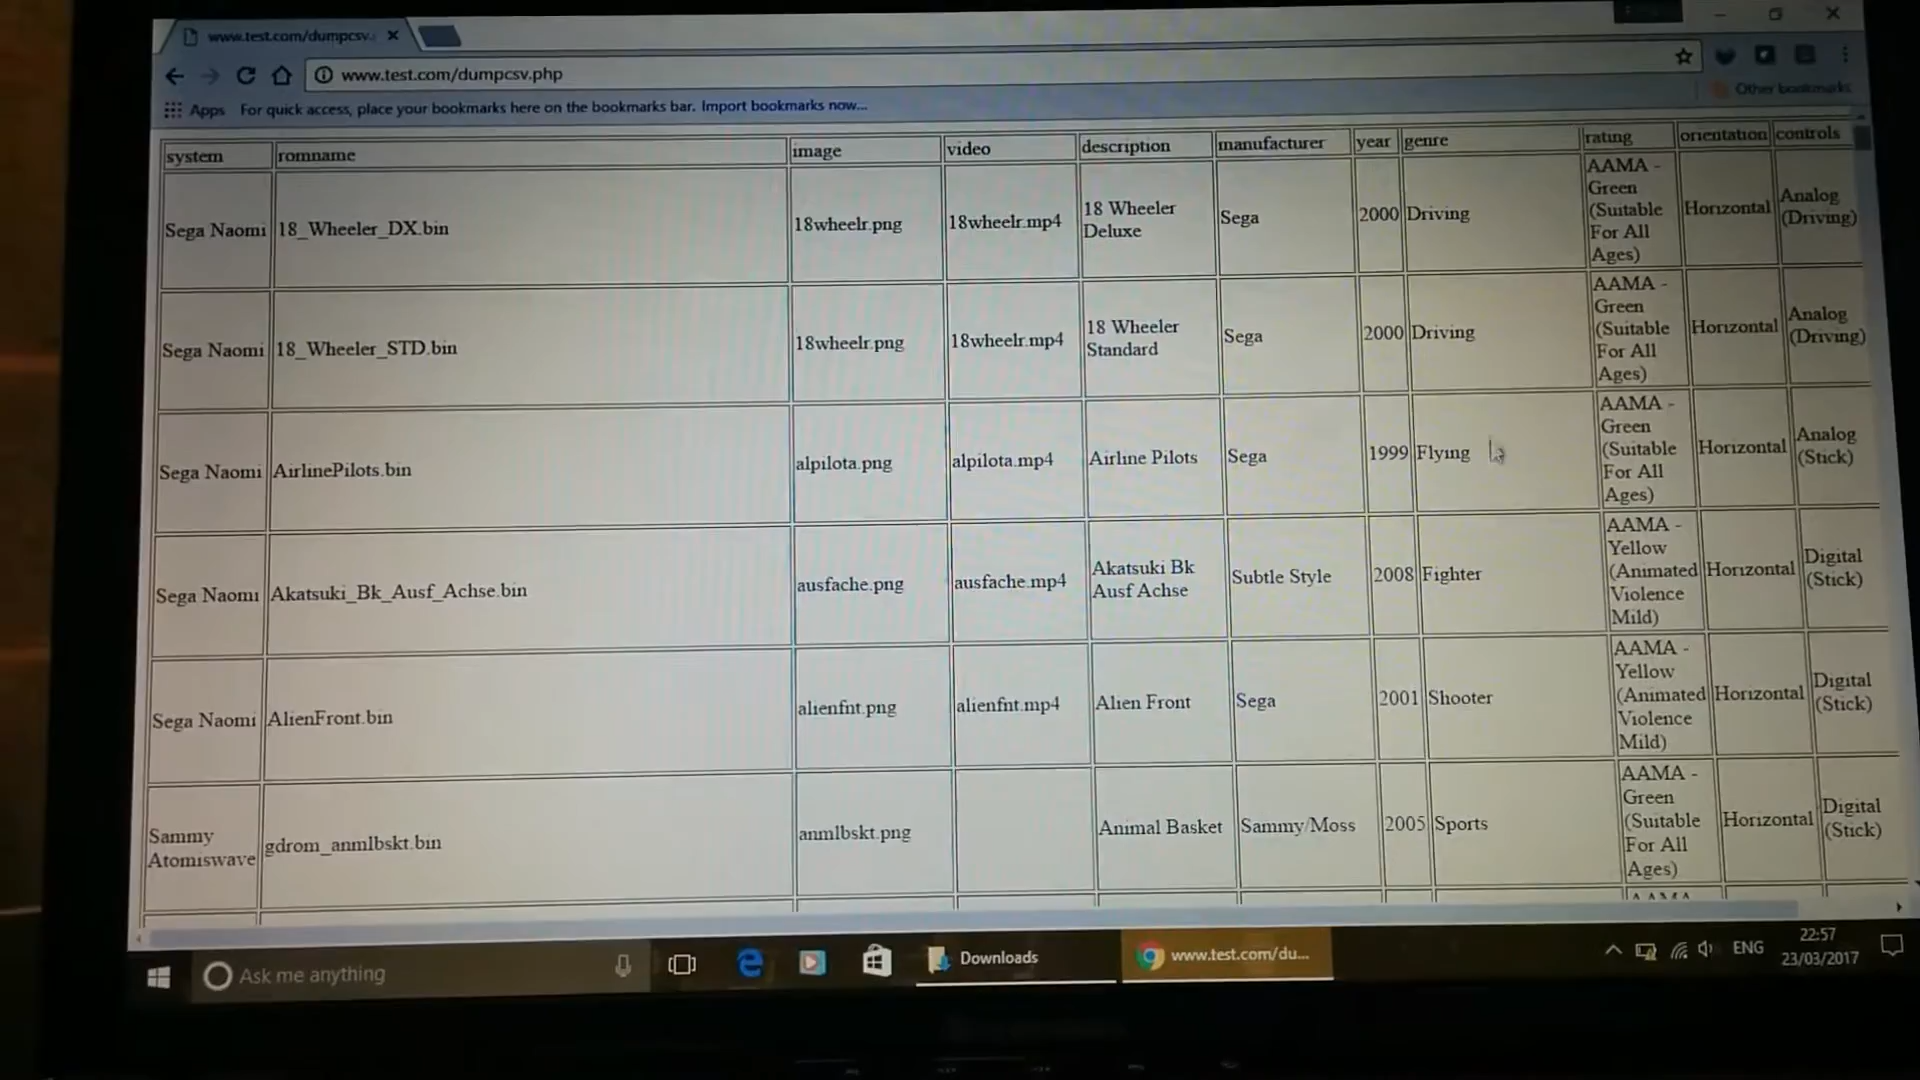 www.test.com/dumpcsv.
www.test.com/dumpcsv.php
Apps For quick access, place your bookmarks here on the bookmarks bar. Import bookmarks now... Other bookmarks
system romname image video description manufacturer year genre rating orientation controls
Sega Naomi 18_Wheeler_DX.bin 18wheelr.png 18wheelr.mp4 18 Wheeler Deluxe Sega 2000 Driving AAMA - Green (Suitable For All Ages) Horizontal Analog (Driving)
Sega Naomi 18_Wheeler_STD.bin 18wheelr.png 18wheelr.mp4 18 Wheeler Standard Sega 2000 Driving AAMA - Green (Suitable For All Ages) Horizontal Analog (Driving)
Sega Naomi AirlinePilots.bin alpilota.png alpilota.mp4 Airline Pilots Sega 1999 Flying AAMA - Green (Suitable For All Ages) Horizontal Analog (Stick)
Sega Naomi Akatsuki_Bk_Ausf_Achse.bin ausfache.png ausfache.mp4 Akatsuki Bk Ausf Achse Subtle Style 2008 Fighter AAMA - Yellow (Animated Violence Mild) Horizontal Digital (Stick)
Sega Naomi AlienFront.bin alienfnt.png alienfnt.mp4 Alien Front Sega 2001 Shooter AAMA - Yellow (Animated Violence Mild) Horizontal Digital (Stick)
Sammy Atomiswave gdrom_anmlbskt.bin anmlbskt.png Animal Basket Sammy/Moss 2005 Sports AAMA - Green (Suitable For All Ages) Horizontal Digital (Stick)
Ask me anything Downloads www.test.com/du... ENG 22:57
23/03/2017